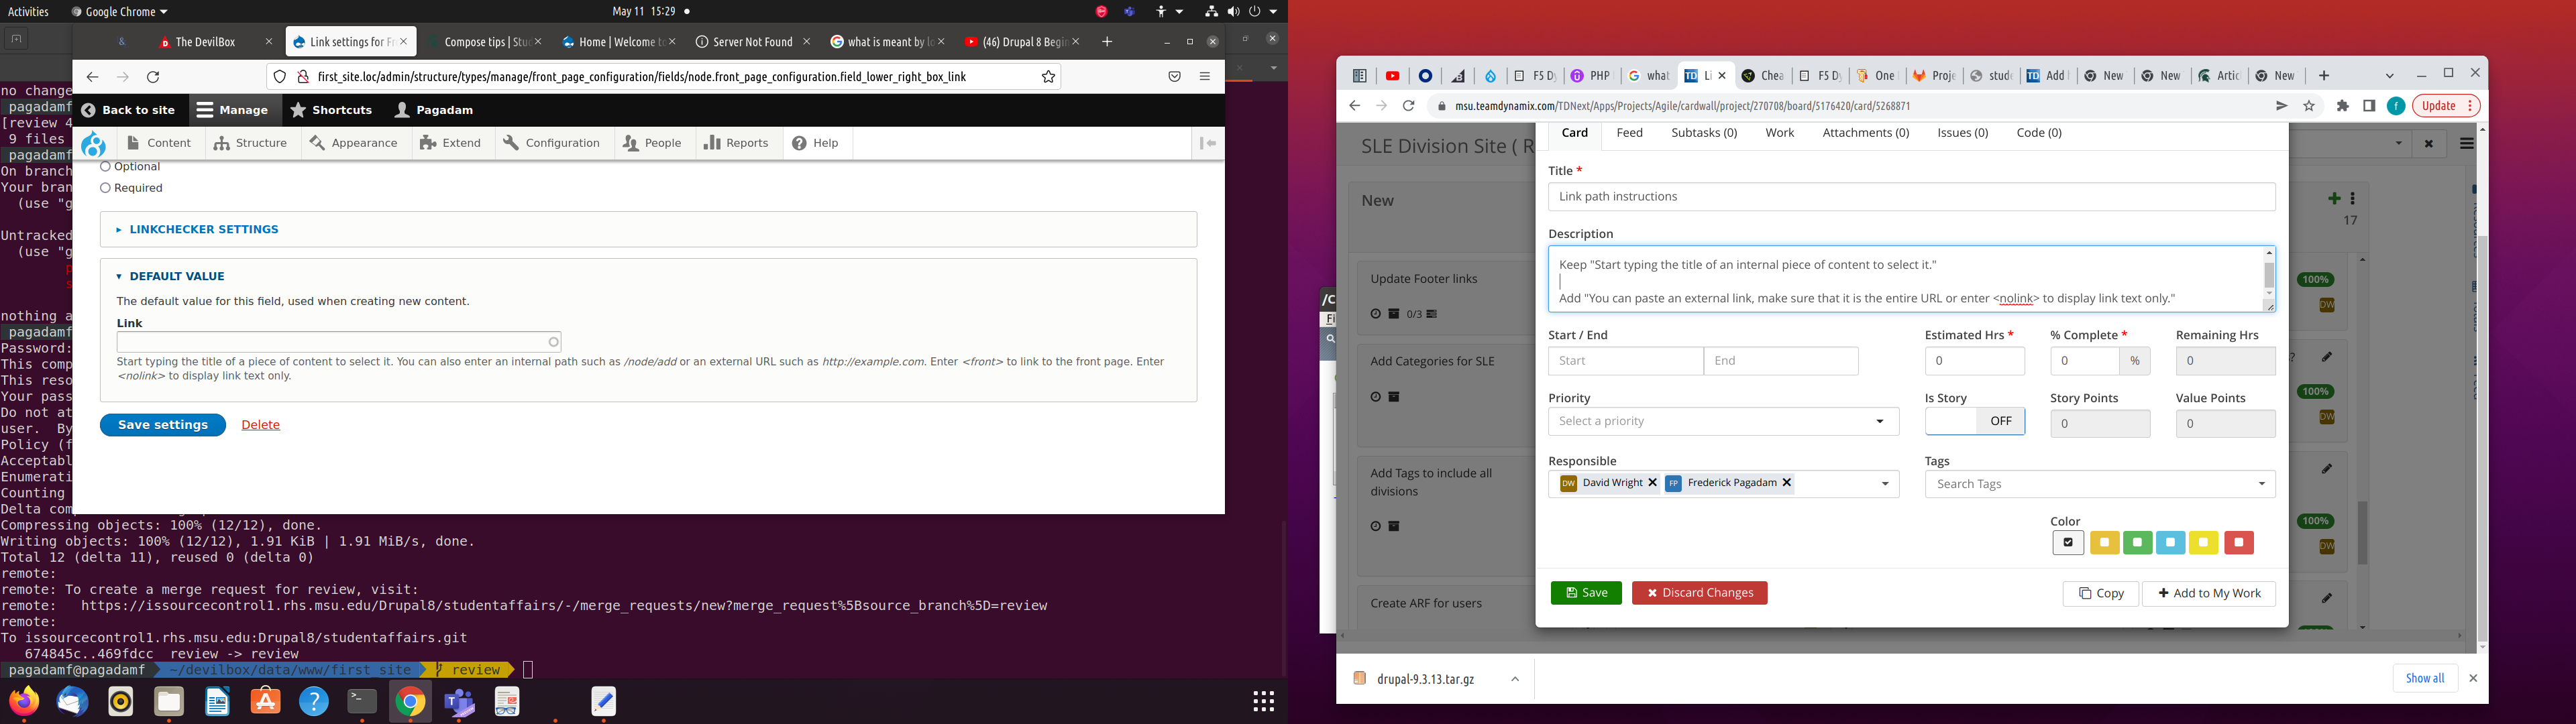 Activities
Google Chrome
May 11 15:29
The DevilBox
Link settings for Fr
Compose tips | Stu
Home | Welcome to
Server Not Found
what is meant by lo
(46) Drupal 8 Begin
first_site.loc/admin/structure/types/manage/front_page_configuration/fields/node.front_page_configuration.field_lower_right_box_link
Back to site
Manage
Shortcuts
Pagadam
Content
Structure
Appearance
Extend
Configuration
People
Reports
Help
Optional
Required
LINKCHECKER SETTINGS
DEFAULT VALUE
The default value for this field, used when creating new content.
Link
Start typing the title of a piece of content to select it. You can also enter an internal path such as /node/add or an external URL such as http://example.com. Enter <front> to link to the front page. Enter
<nolink> to display link text only.
Save settings
Delete
no change
pagadamf
[review 4
9 files
pagadamf
On branch
Your bran
(use "g
Untracked
(use "g
nothing a
pagadamf
Password:
This comp
This reso
Your pass
Do not at
user. By
Policy (f
Acceptabl
Enumerati
Counting
Delta comp
Compressing objects: 100% (12/12), done.
Writing objects: 100% (12/12), 1.91 KiB | 1.91 MiB/s, done.
Total 12 (delta 11), reused 0 (delta 0)
remote:
remote: To create a merge request for review, visit:
remote:   https://issourcecontrol1.rhs.msu.edu/Drupal8/studentaffairs/-/merge_requests/new?merge_request%5Bsource_branch%5D=review
remote:
To issourcecontrol1.rhs.msu.edu:Drupal8/studentaffairs.git
674845c..469fdcc  review -> review
pagadamf@pagadamf ~/devilbox/data/www/first_site review
F5 Dy
PHP
what
Li
Chea
F5 Dy
One
Proje
stud
Add
New
New
Artic
New
msu.teamdynamix.com/TDNext/Apps/Projects/Agile/cardwall/project/270708/board/5176420/card/5268871
Update
SLE Division Site ( R
Card
Feed
Subtasks (0)
Work
Attachments (0)
Issues (0)
Code (0)
New
17
Title *
Link path instructions
Description
Keep "Start typing the title of an internal piece of content to select it."
Add "You can paste an external link, make sure that it is the entire URL or enter <nolink> to display link text only."
Start / End
Estimated Hrs *
% Complete *
Remaining Hrs
Start
End
0
0
%
0
Priority
Is Story
Story Points
Value Points
Select a priority
OFF
0
0
Responsible
Tags
DW David Wright
FP Frederick Pagadam
Search Tags
Color
Save
Discard Changes
Copy
Add to My Work
Update Footer links
0/3
Add Categories for SLE
Add Tags to include all
divisions
Create ARF for users
100%
DW
100%
DW
100%
DW
drupal-9.3.13.tar.gz
Show all